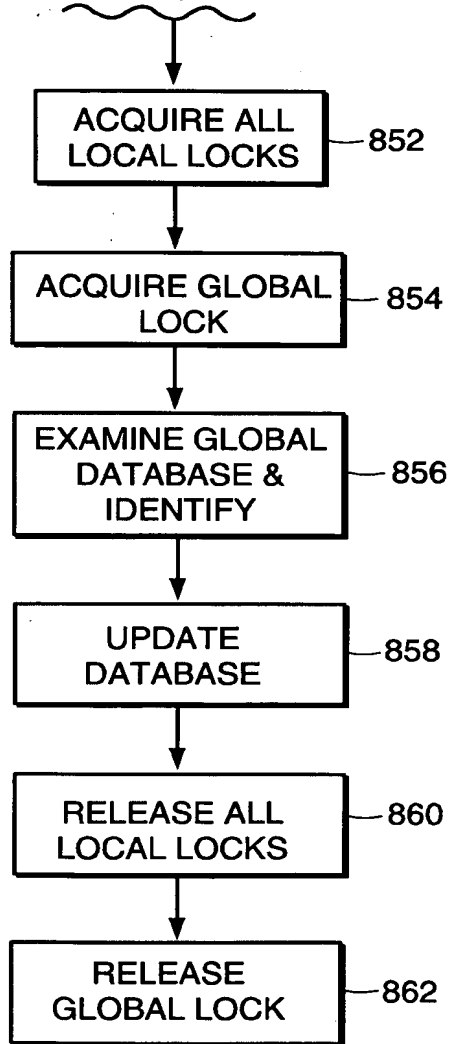 ACQUIRE ALL
LOCAL LOCKS
852
ACQUIRE GLOBAL
LOCK
854
EXAMINE GLOBAL
DATABASE &
IDENTIFY
856
UPDATE
DATABASE
858
RELEASE ALL
LOCAL LOCKS
860
RELEASE
GLOBAL LOCK
862